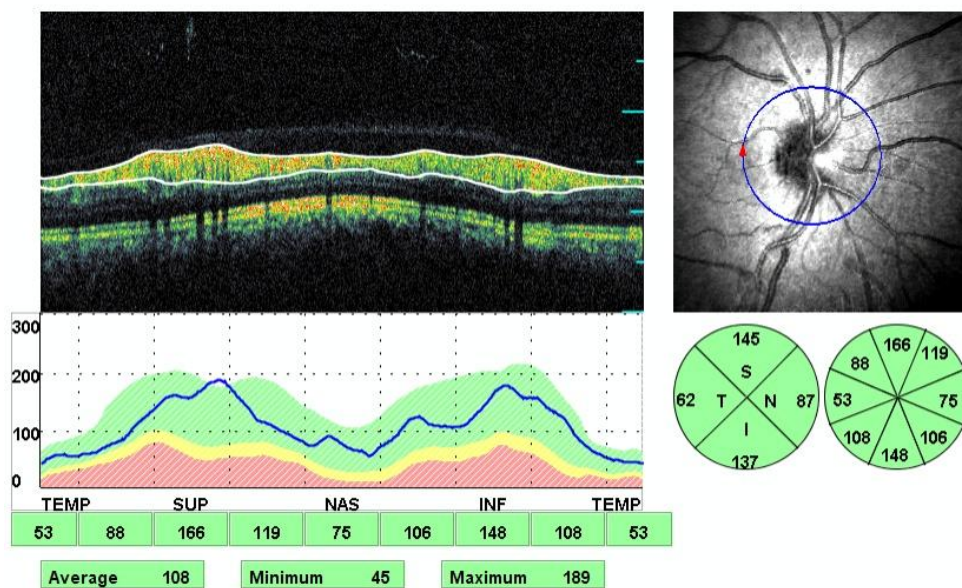 300
200
100
0
TEMP SUP NAS INF TEMP
53 88 166 119 75 106 148 108 53
Average 108 Minimum 45 Maximum 189
145
S
62 T N 87
I
137
166
88 119
53 75
108 106
148